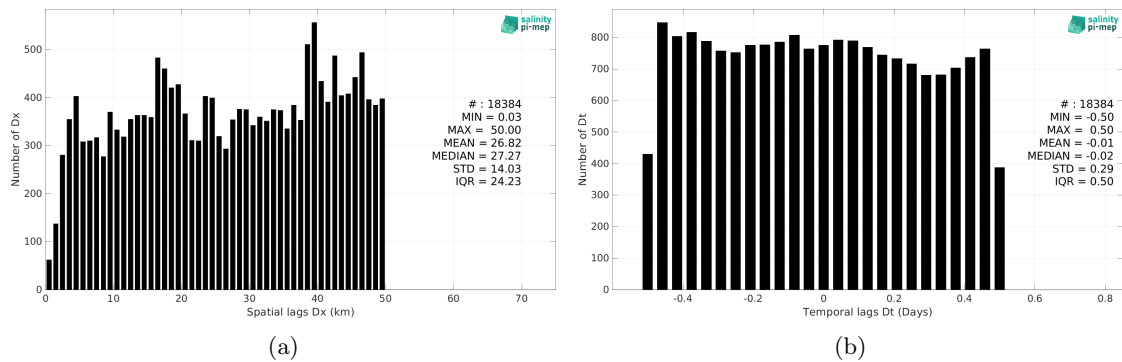 salinity
pi-mep
500
400
300
200
100
0
Number of Dx
# : 18384
MIN = 0.03
MAX = 50.00
MEAN = 26.82
MEDIAN = 27.27
STD = 14.03
IQR = 24.23
0 10 20 30 40 50 60 70
Spatial lags Dx (km)
(a)
salinity
pi-mep
800
700
600
500
400
300
200
100
0
Number of Dt
# : 18384
MIN = -0.50
MAX = 0.50
MEAN = -0.01
MEDIAN = -0.02
STD = 0.29
IQR = 0.50
-0.4 -0.2 0 0.2 0.4 0.6 0.8
Temporal lags Dt (Days)
(b)